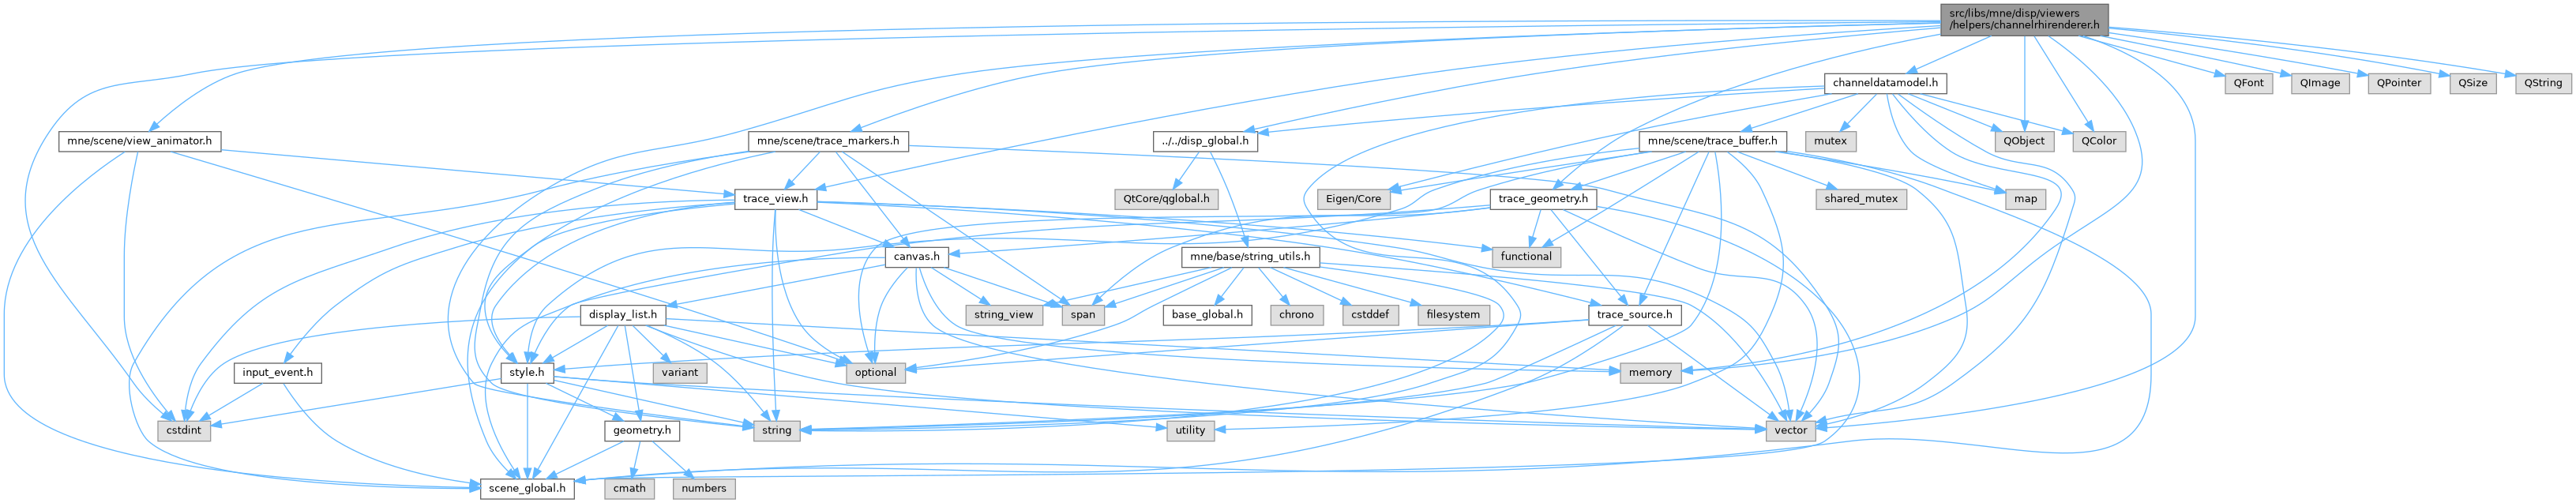 src/libs/mne/disp/viewers
/helpers/channelrhirenderer.h
channeldatamodel.h
QFont
QImage
QPointer
QSize
QString
mne/scene/view_animator.h
mne/scene/trace_markers.h
../../disp_global.h
mne/scene/trace_buffer.h
mutex
QObject
QColor
trace_view.h
QtCore/qglobal.h
Eigen/Core
trace_geometry.h
shared_mutex
map
canvas.h
mne/base/string_utils.h
functional
display_list.h
string_view
span
base_global.h
chrono
cstddef
filesystem
trace_source.h
input_event.h
style.h
variant
optional
memory
cstdint
geometry.h
string
utility
vector
scene_global.h
cmath
numbers